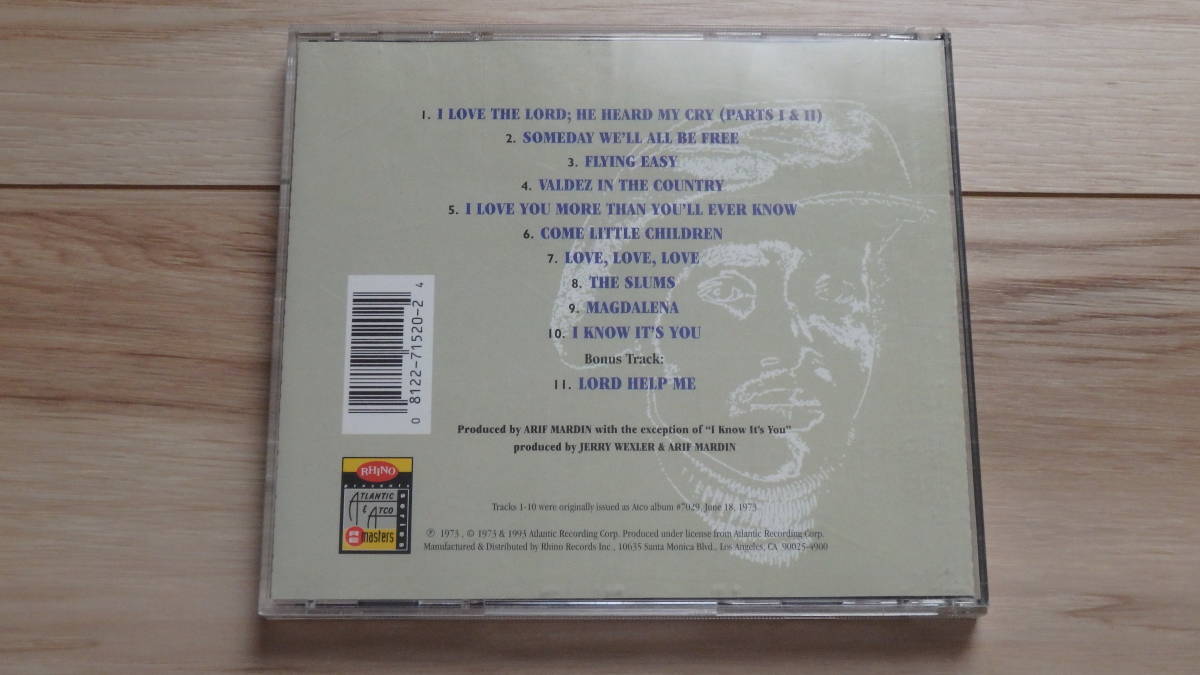 1. I LOVE THE LORD; HE HEARD MY CRY (PARTS I & II)
2. SOMEDAY WE'LL ALL BE FREE
3. FLYING EASY
4. VALDEZ IN THE COUNTRY
5. I LOVE YOU MORE THAN YOU'LL EVER KNOW
6. COME LITTLE CHILDREN
7. LOVE, LOVE, LOVE
8. THE SLUMS
9. MAGDALENA
10. I KNOW IT'S YOU
Bonus Track:
11. LORD HELP ME
0 8122-71520-2 4
Produced by ARIF MARDIN with the exception of "I Know It's You"
produced by JERRY WEXLER & ARIF MARDIN
RHINO
presents
ATLANTIC
& ATCO
remasters
series
Tracks 1-10 were originally issued as Atco album #7029, June 18, 1973
℗ 1973, © 1973 & 1993 Atlantic Recording Corp. Produced under license from Atlantic Recording Corp.
Manufactured & Distributed by Rhino Records Inc., 10635 Santa Monica Blvd., Los Angeles, CA 90025-4900